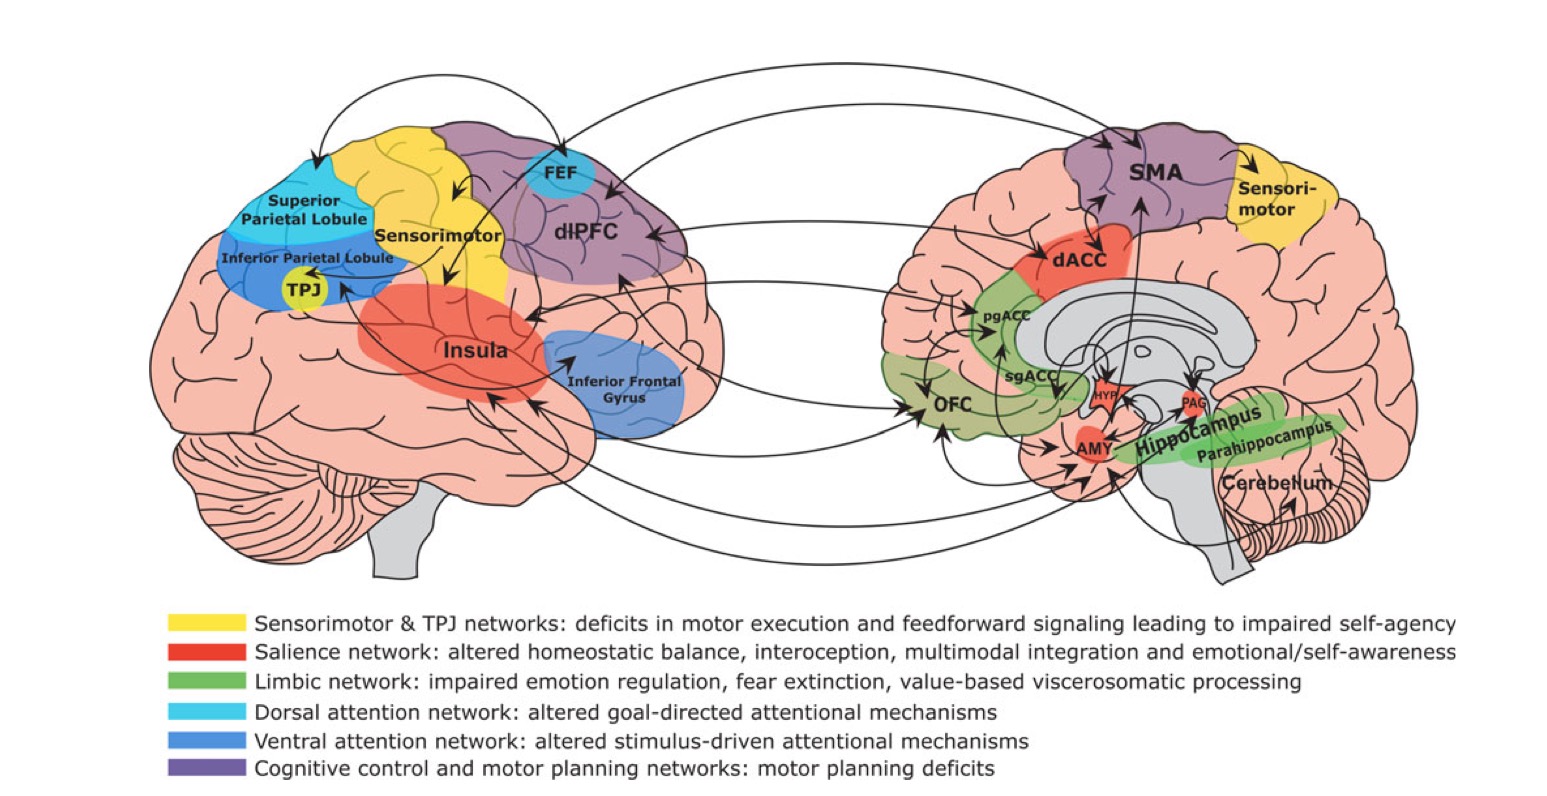 FEF
Superior
Parietal Lobule
dlPFC
Sensorimotor
Inferior Parietal Lobule
TPJ
Insula
Inferior Frontal
Gyrus
SMA
Sensori-
motor
dACC
pgACC
sgACC
OFC
HYP
PAG
AMY
Hippocampus
Parahippocampus
Cerebellum
Sensorimotor & TPJ networks: deficits in motor execution and feedforward signaling leading to impaired self-agency
Salience network: altered homeostatic balance, interoception, multimodal integration and emotional/self-awareness
Limbic network: impaired emotion regulation, fear extinction, value-based viscerosomatic processing
Dorsal attention network: altered goal-directed attentional mechanisms
Ventral attention network: altered stimulus-driven attentional mechanisms
Cognitive control and motor planning networks: motor planning deficits